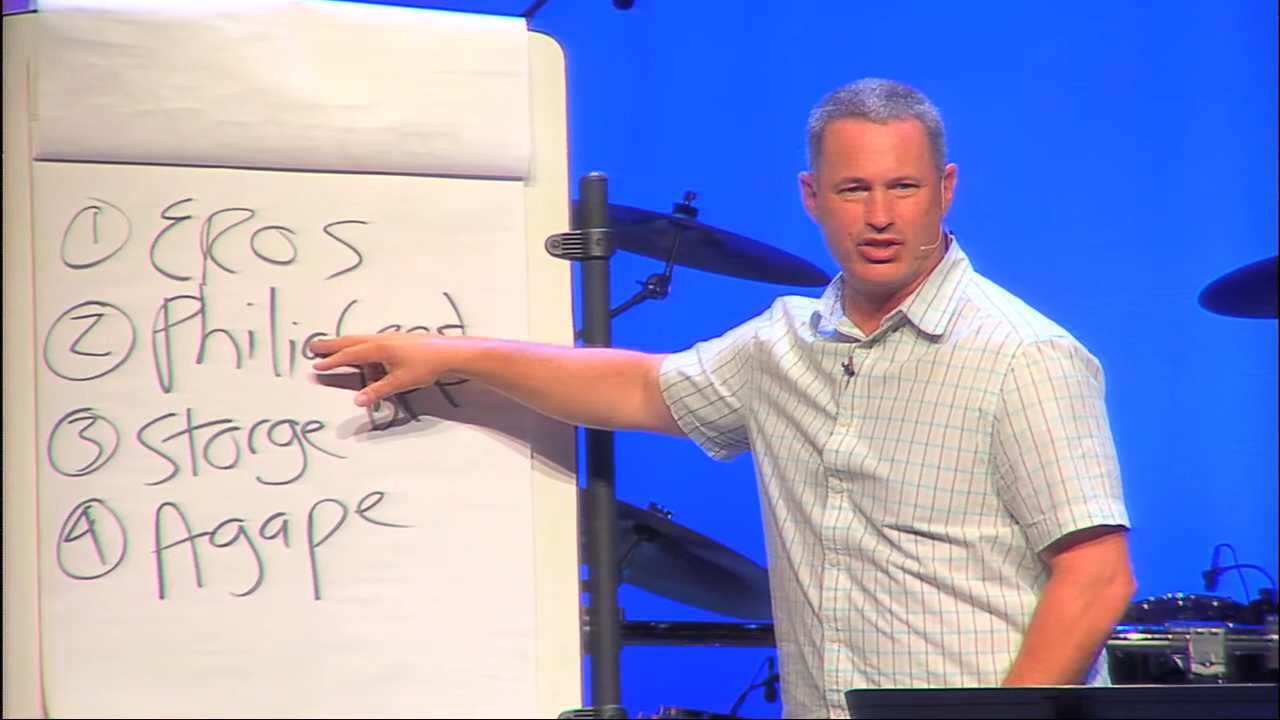 ① EROS
② Philia
③ Storge
④ Agape